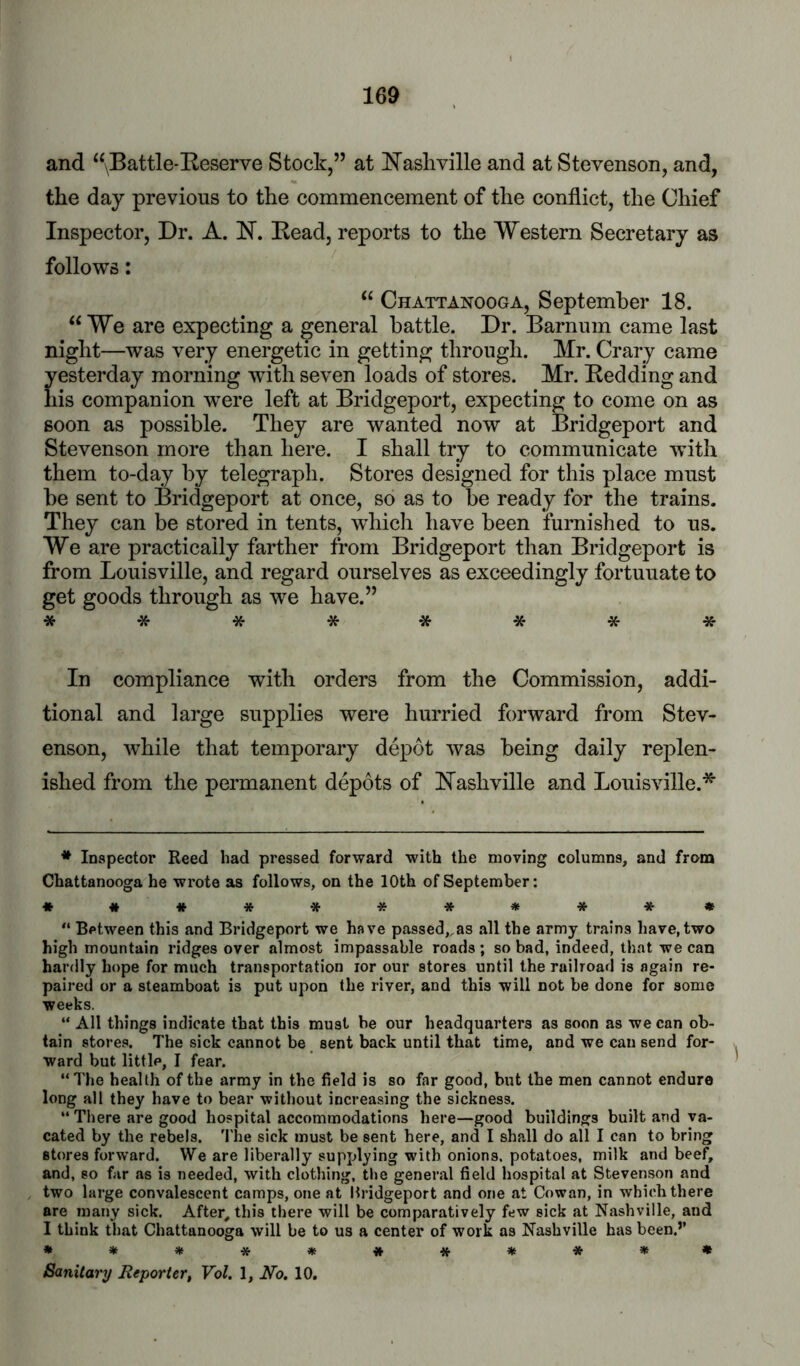 169
and “Battle-Reserve Stock,” at Nashville and at Stevenson, and,
the day previous to the commencement of the conflict, the Chief
Inspector, Dr. A. N. Read, reports to the Western Secretary as
follows:
“ Chattanooga, September 18.
“ We are expecting a general battle. Dr. Barnum came last
night—was very energetic in getting through. Mr. Crary came
yesterday morning with seven loads of stores. Mr. Redding and
his companion were left at Bridgeport, expecting to come on as
soon as possible. They are wanted now at Bridgeport and
Stevenson more than here. I shall try to communicate with
them to-day by telegraph. Stores designed for this place must
be sent to Bridgeport at once, so as to be ready for the trains.
They can be stored in tents, which have been furnished to us.
We are practically farther from Bridgeport than Bridgeport is
from Louisville, and regard ourselves as exceedingly fortuuate to
get goods through as we have.”
* * * * * * * *
In compliance with orders from the Commission, addi-
tional and large supplies were hurried forward from Stev-
enson, while that temporary depôt was being daily replen-
ished from the permanent depôts of Nashville and Louisville.*
* Inspector Reed had pressed forward with the moving columns, and from
Chattanooga he wrote as follows, on the 10th of September:
* * * * * * * * * * *
“ Between this and Bridgeport we have passed, as all the army trains have, two
high mountain ridges over almost impassable roads; so bad, indeed, that we can
hardly hope for much transportation for our stores until the railroad is again re-
paired or a steamboat is put upon the river, and this will not be done for some
weeks.
“ All things indicate that this must be our headquarters as soon as we can ob-
tain stores. The sick cannot be sent back until that time, and we can send for-
ward but little, I fear.
“ The health of the army in the field is so far good, but the men cannot endure
long all they have to bear without increasing the sickness.
“ There are good hospital accommodations here—good buildings built and va-
cated by the rebels. The sick must be sent here, and I shall do all I can to bring
stores forward. We are liberally supplying with onions, potatoes, milk and beef,
and, so far as is needed, with clothing, the general field hospital at Stevenson and
two large convalescent camps, one at Bridgeport and one at Cowan, in which there
are many sick. After, this there will be comparatively few sick at Nashville, and
I think that Chattanooga will be to us a center of work as Nashville has been.”
* * * * * * * * * * *
Sanitary Reporter, Vol. 1, No. 10.